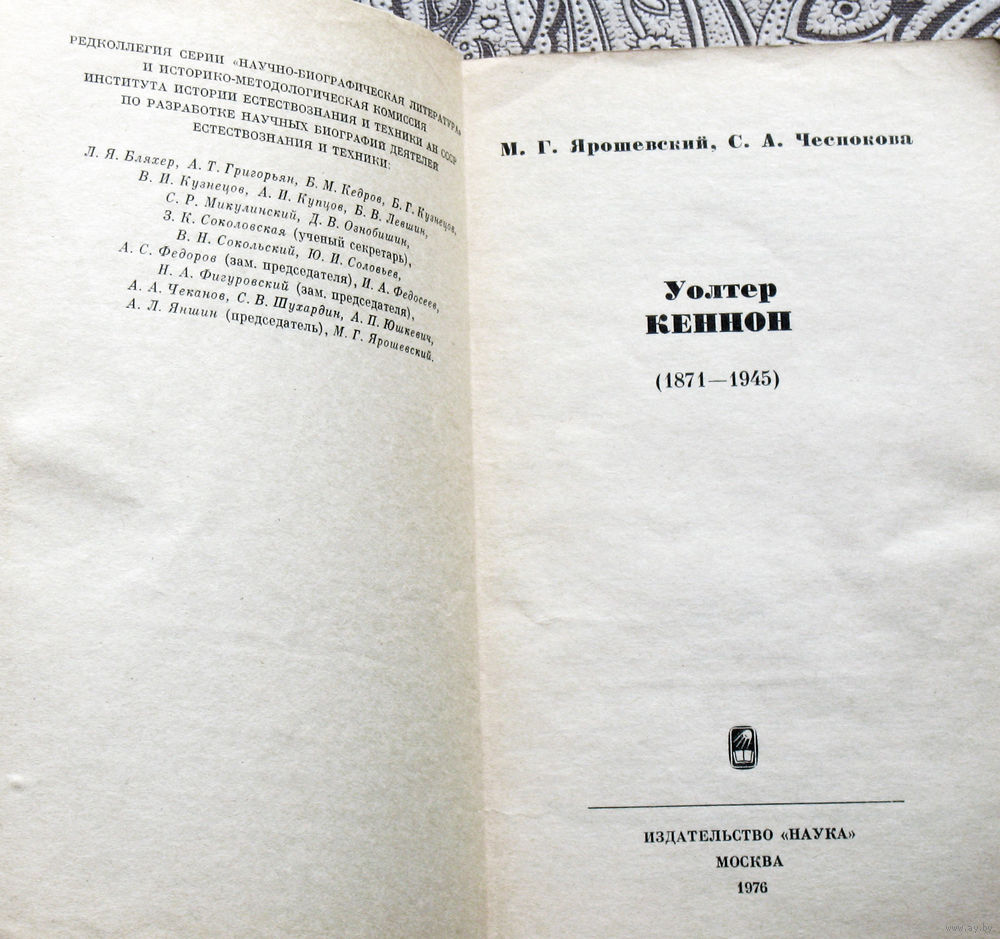 РЕДКОЛЛЕГИЯ СЕРИИ «НАУЧНО-БИОГРАФИЧЕСКАЯ ЛИТЕРАТУРА»
И ИСТОРИКО-МЕТОДОЛОГИЧЕСКАЯ КОМИССИЯ
ИНСТИТУТА ИСТОРИИ ЕСТЕСТВОЗНАНИЯ И ТЕХНИКИ АН СССР
ПО РАЗРАБОТКЕ НАУЧНЫХ БИОГРАФИЙ ДЕЯТЕЛЕЙ
ЕСТЕСТВОЗНАНИЯ И ТЕХНИКИ:
Л. Я. Бляхер, А. Т. Григорьян, Б. М. Кедров, Б. Г. Кузнецов,
В. И. Кузнецов, А. И. Купцов, Б. В. Левшин,
С. Р. Микулинский, Д. В. Ознобишин,
З. К. Соколовская (ученый секретарь),
В. Н. Сокольский, Ю. И. Соловьев,
А. С. Федоров (зам. председателя), И. А. Федосеев,
Н. А. Фигуровский (зам. председателя),
А. А. Чеканов, С. В. Шухардин, А. П. Юшкевич,
А. Л. Яншин (председатель), М. Г. Ярошевский.
М. Г. Ярошевский, С. А. Чеснокова
Уолтер
КЕННОН
(1871—1945)
ИЗДАТЕЛЬСТВО «НАУКА»
МОСКВА
1976
www.ay.by